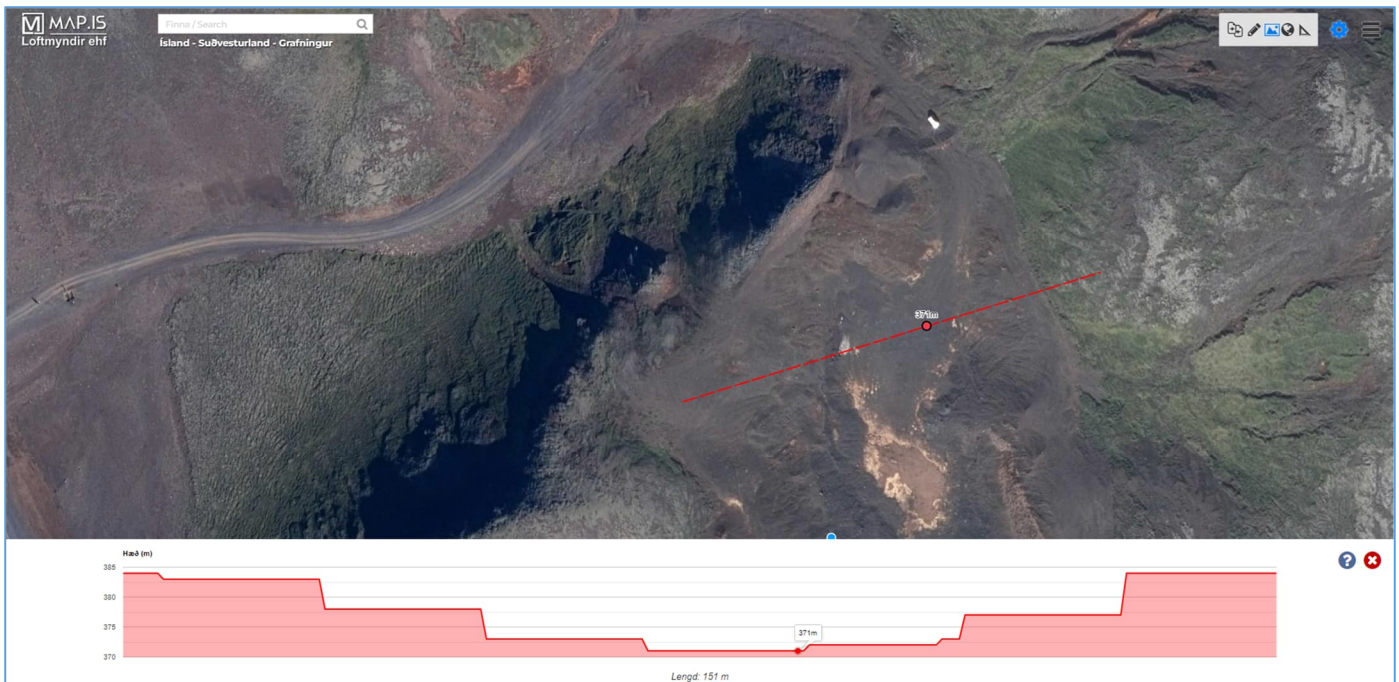 MAP.IS
Loftmyndir ehf
Finna / Search
Ísland - Suðvesturland - Grafningur
371m
Hæð (m)
385
380
375
370
371m
Lengd: 151 m